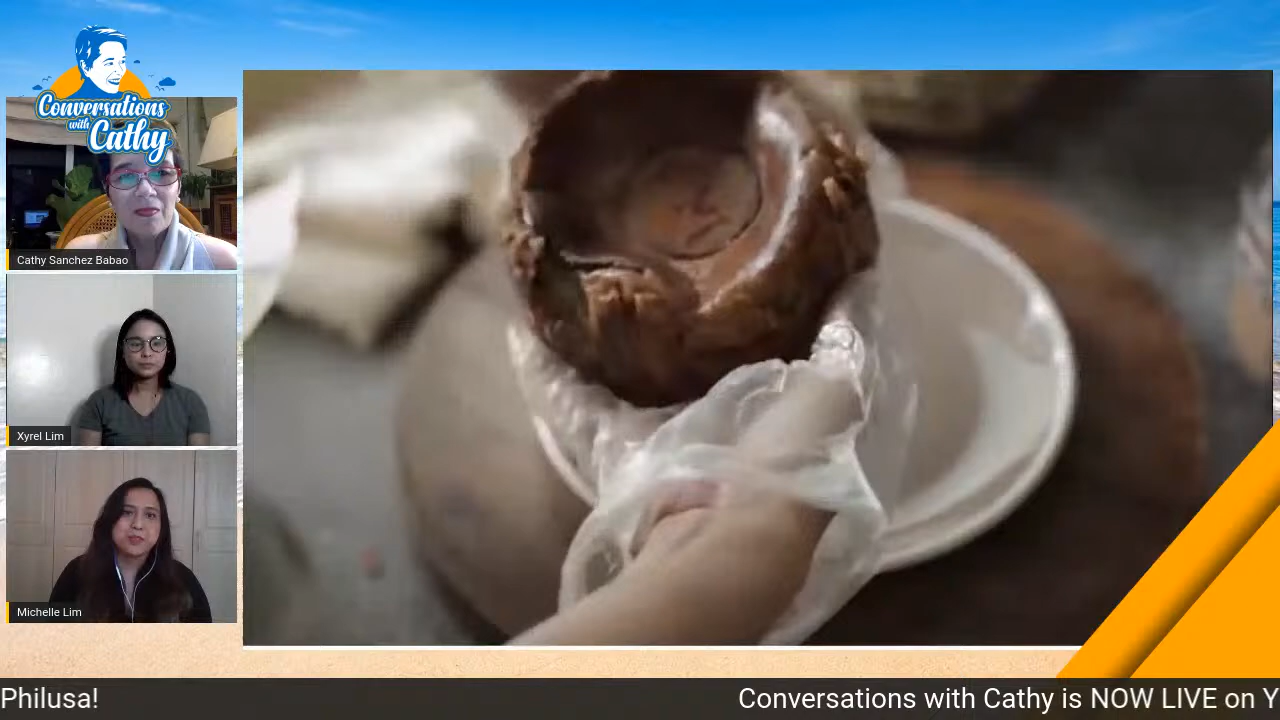 Conversations
with
Cathy
Cathy Sanchez Babao
Xyrel Lim
Michelle Lim
Philusa!
Conversations with Cathy is NOW LIVE on Y